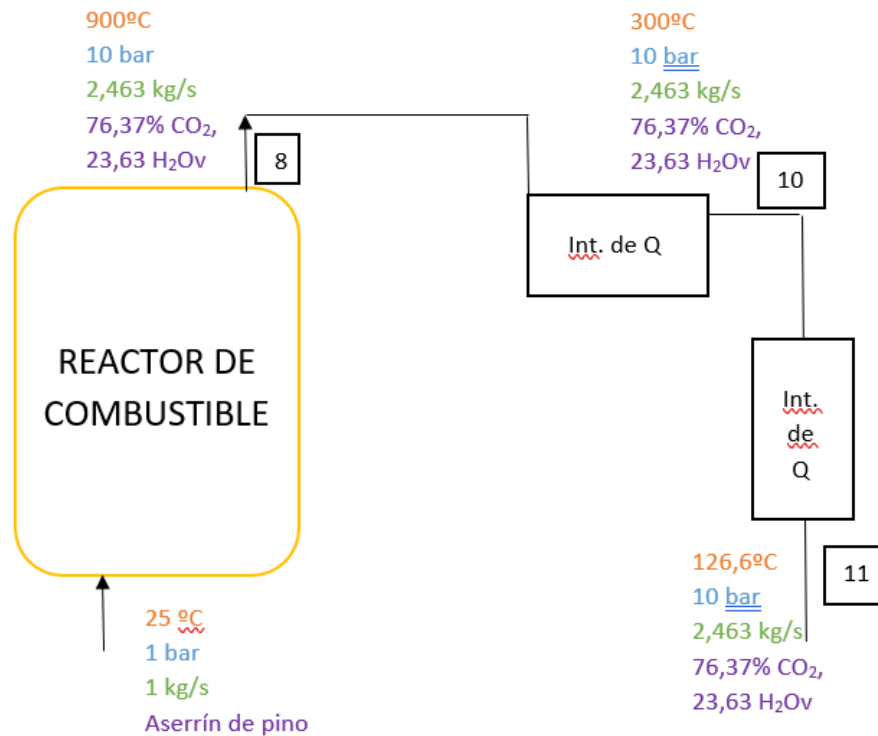 900ºC
10 bar
2,463 kg/s
76,37% CO₂,
23,63 H₂Ov
8
300ºC
10 bar
2,463 kg/s
76,37% CO₂,
23,63 H₂Ov
10
Int. de Q
REACTOR DE
COMBUSTIBLE
Int.
de
Q
126,6ºC
10 bar
2,463 kg/s
76,37% CO₂,
23,63 H₂Ov
11
25 ºC
1 bar
1 kg/s
Aserrín de pino